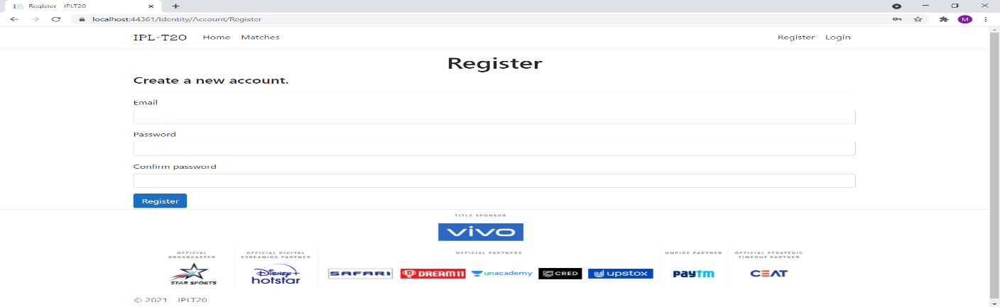 Register - IPLT20
localhost:44361/Identity/Account/Register
M
IPL-T20 Home Matches Register Login
Register
Create a new account.
Email
Password
Confirm password
Register
TITLE SPONSOR
vivo
OFFICIAL BROADCASTER
STAR SPORTS
OFFICIAL DIGITAL STREAMING PARTNER
Disney+ hotstar
OFFICIAL PARTNERS
SAFARI DREAM11 unacademy CRED upstox
UMPIRE PARTNER
paytm
OFFICIAL STRATEGIC TIMEOUT PARTNER
CEAT
© 2021 - IPLT20